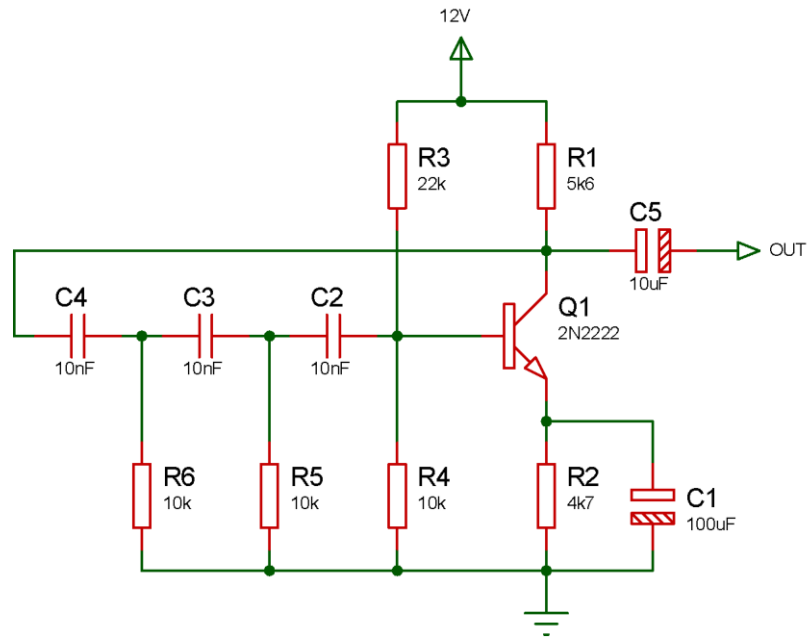 12V
R3
22k
R1
5k6
C5
10uF
OUT
C4
10nF
C3
10nF
C2
10nF
Q1
2N2222
R6
10k
R5
10k
R4
10k
R2
4k7
C1
100uF